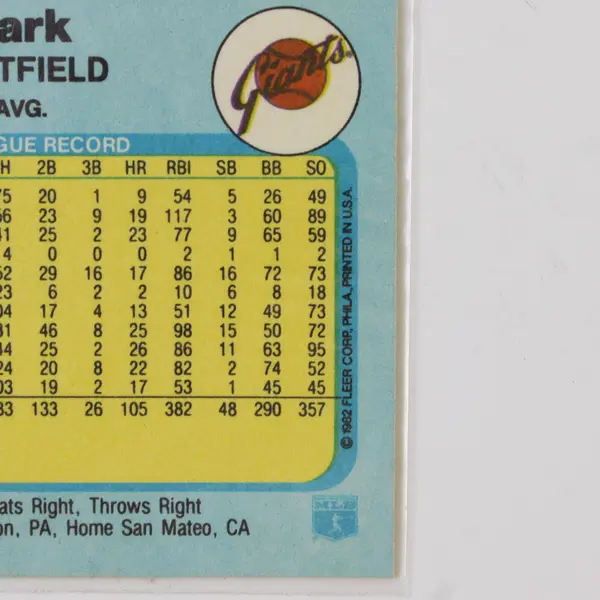 ark
TFIELD
AVG.
Giants
GUE RECORD
H 2B 3B HR RBI SB BB SO
75 20 1 9 54 5 26 49
56 23 9 19 117 3 60 89
41 25 2 23 77 9 65 59
4 0 0 0 2 1 1 2
52 29 16 17 86 16 72 73
23 6 2 2 10 6 8 18
04 17 4 13 51 12 49 73
31 46 8 25 98 15 50 72
44 25 2 26 86 11 63 95
24 20 8 22 82 2 74 52
03 19 2 17 53 1 45 45
33 133 26 105 382 48 290 357
© 1982 FLEER CORP., PHILA., PRINTED IN U.S.A.
ats Right, Throws Right
on, PA, Home San Mateo, CA
MLB